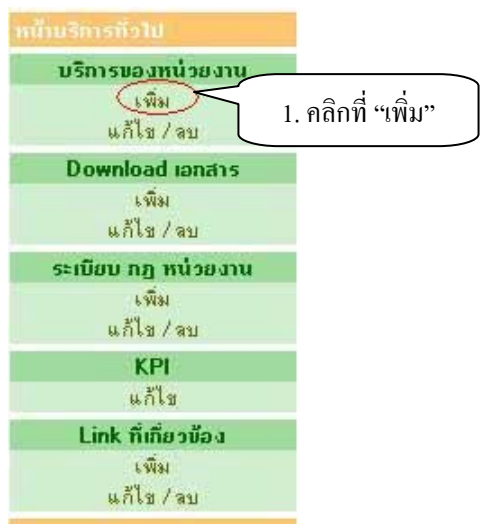 หน้าบริการทั่วไป
บริการของหน่วยงาน
เพิ่ม
1. คลิกที่ “เพิ่ม”
แก้ไข / ลบ
Download เอกสาร
เพิ่ม
แก้ไข / ลบ
ระเบียบ กฎ หน่วยงาน
เพิ่ม
แก้ไข / ลบ
KPI
แก้ไข
Link ที่เกี่ยวข้อง
เพิ่ม
แก้ไข / ลบ